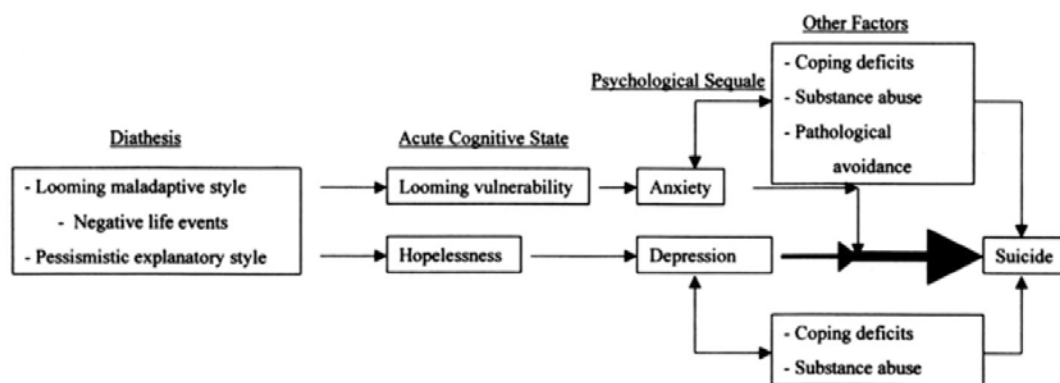 Other Factors
- Coping deficits
- Substance abuse
- Pathological
avoidance
Psychological Sequale
Diathesis
Acute Cognitive State
- Looming maladaptive style
- Negative life events
- Pessismistic explanatory style
Looming vulnerability
Anxiety
Hopelessness
Depression
Suicide
- Coping deficits
- Substance abuse